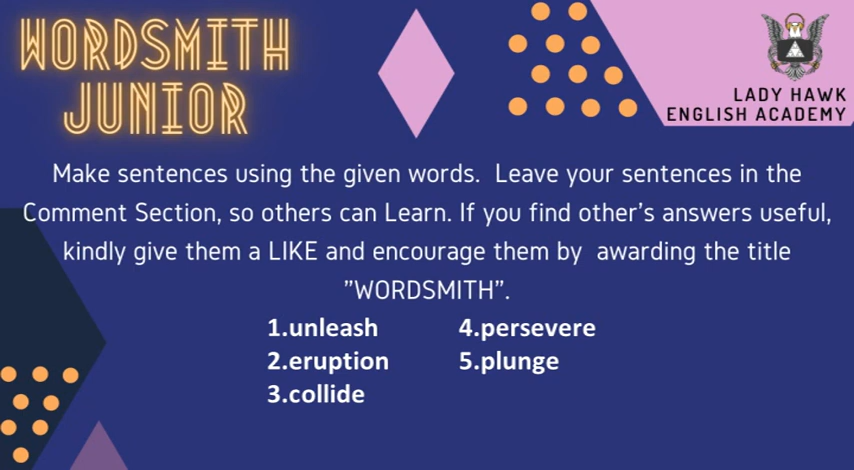 WORDSMITH
JUNIOR
LADY HAWK
ENGLISH ACADEMY
Make sentences using the given words. Leave your sentences in the
Comment Section, so others can Learn. If you find other's answers useful,
kindly give them a LIKE and encourage them by awarding the title
"WORDSMITH".
1.unleash
2.eruption
3.collide
4.persevere
5.plunge